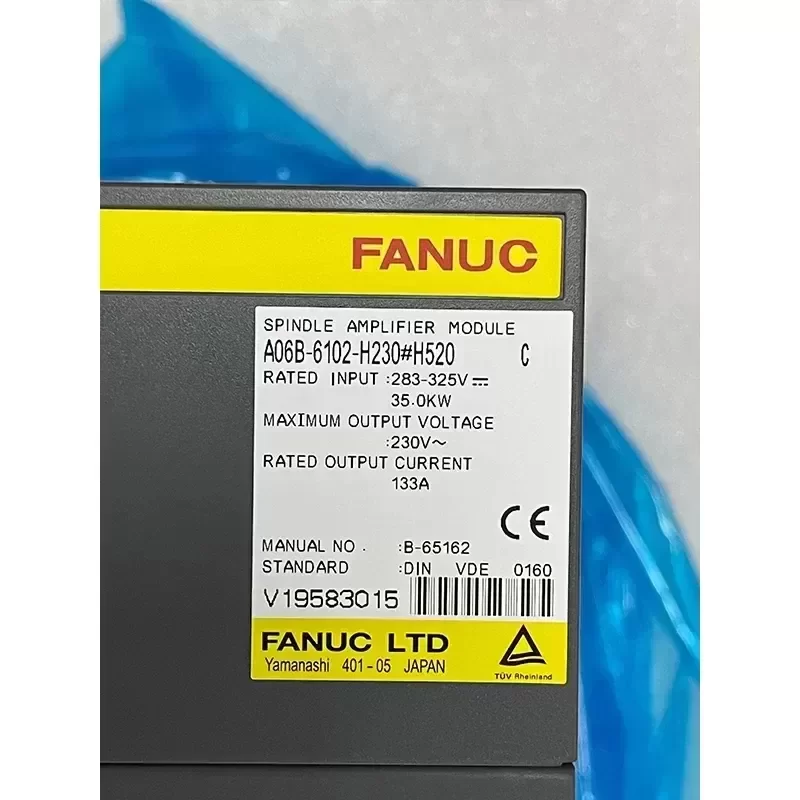 FANUC
SPINDLE AMPLIFIER MODULE
A06B-6102-H230#H520 C
RATED INPUT :283-325V⎓
35.0KW
MAXIMUM OUTPUT VOLTAGE
:230V~
RATED OUTPUT CURRENT
133A
CE
MANUAL NO. :B-65162
STANDARD :DIN VDE 0160
V19583015
FANUC LTD
Yamanashi 401-05 JAPAN
TÜV Rheinland